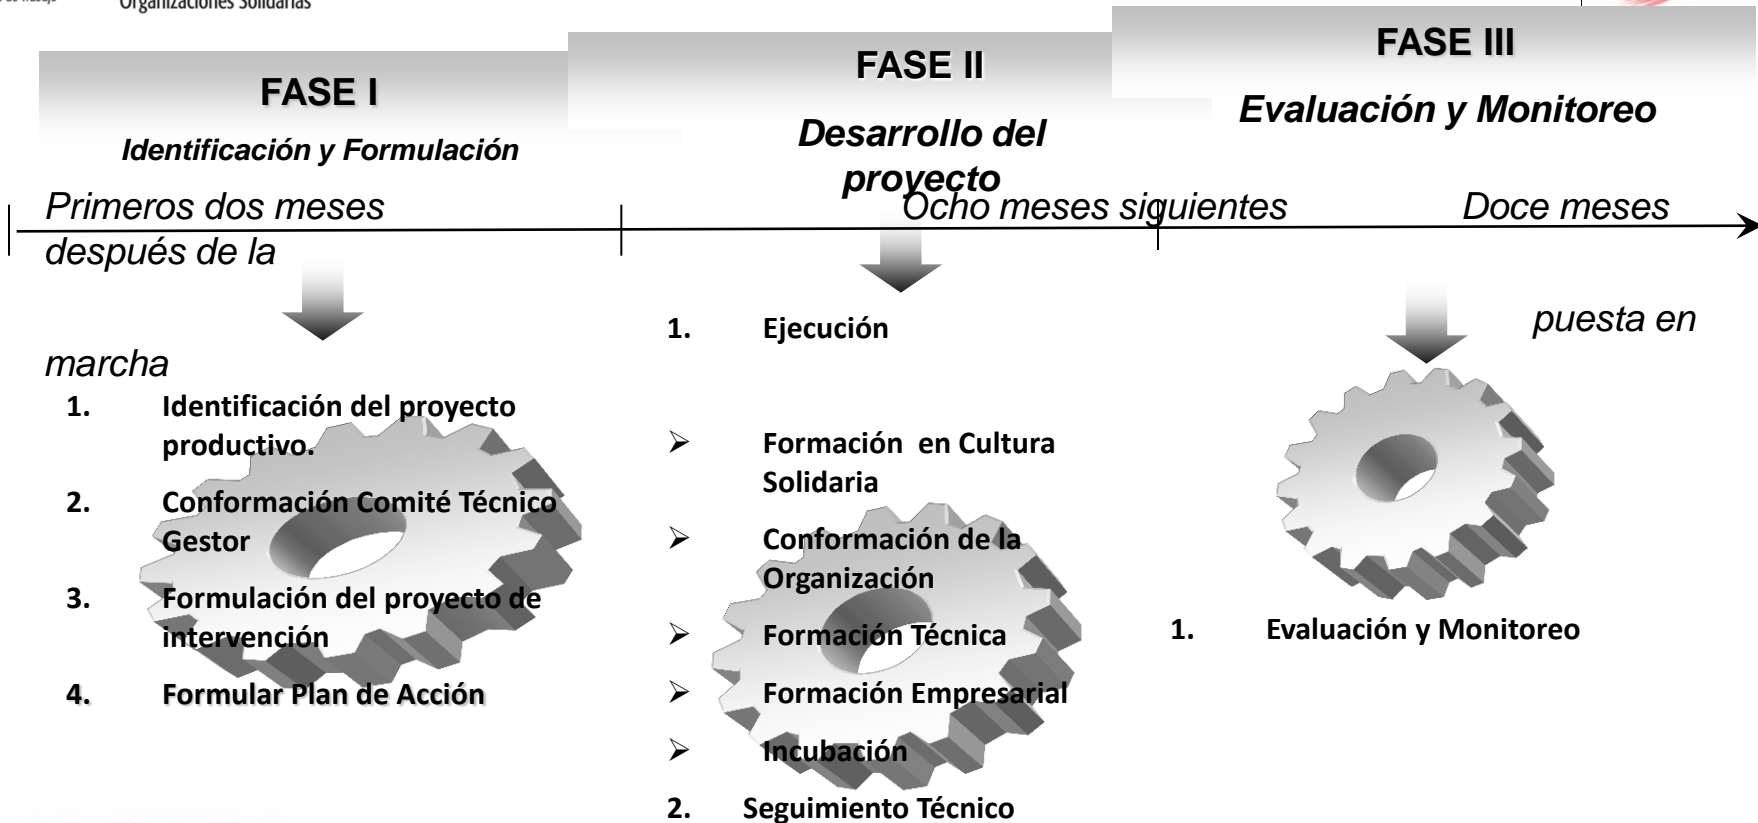 Organizaciones Solidarias
FASE I
Identificación y Formulación
FASE II
Desarrollo del
proyecto
FASE III
Evaluación y Monitoreo
Primeros dos meses
después de la
marcha
Ocho meses siguientes
Doce meses
puesta en
1. Identificación del proyecto
productivo.
2. Conformación Comité Técnico
Gestor
3. Formulación del proyecto de
intervención
4. Formular Plan de Acción
1. Ejecución
➢ Formación en Cultura
Solidaria
➢ Conformación de la
Organización
➢ Formación Técnica
➢ Formación Empresarial
➢ Incubación
2. Seguimiento Técnico
1. Evaluación y Monitoreo